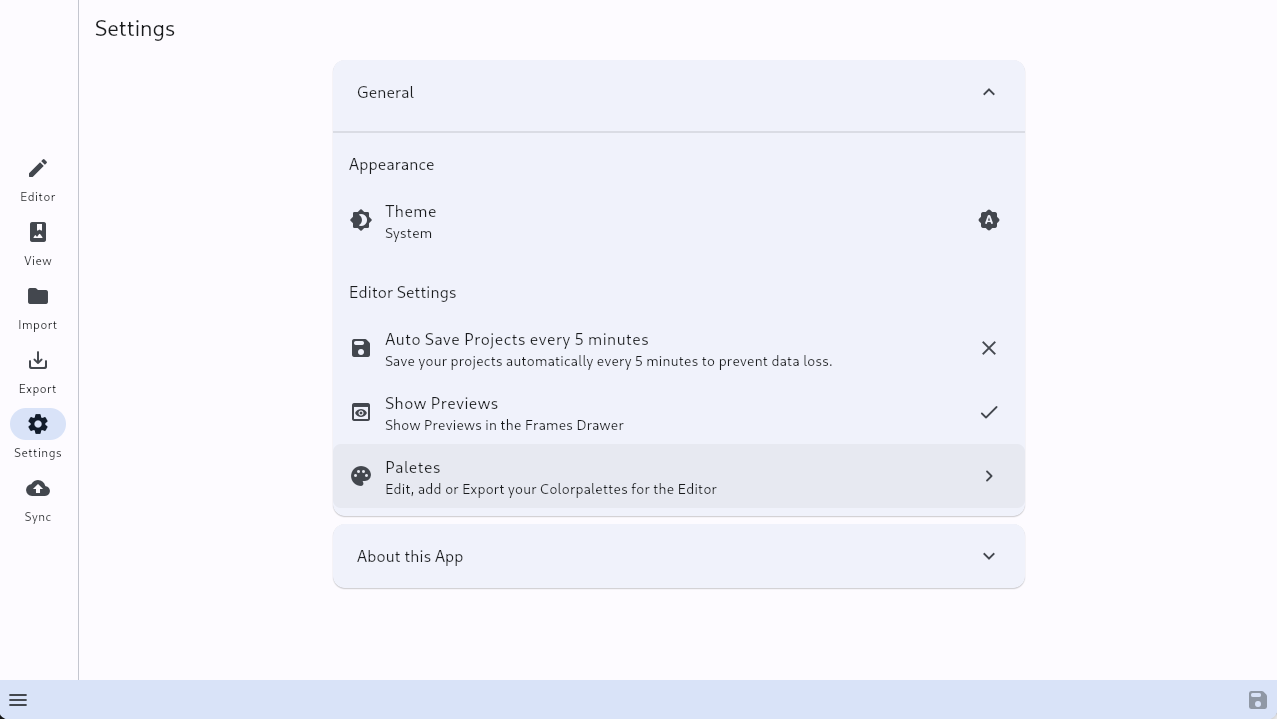 Settings
General
Appearance
Theme
System
Editor Settings
Auto Save Projects every 5 minutes
Save your projects automatically every 5 minutes to prevent data loss.
Show Previews
Show Previews in the Frames Drawer
Paletes
Edit, add or Export your Colorpalettes for the Editor
About this App
Editor
View
Import
Export
Settings
Sync